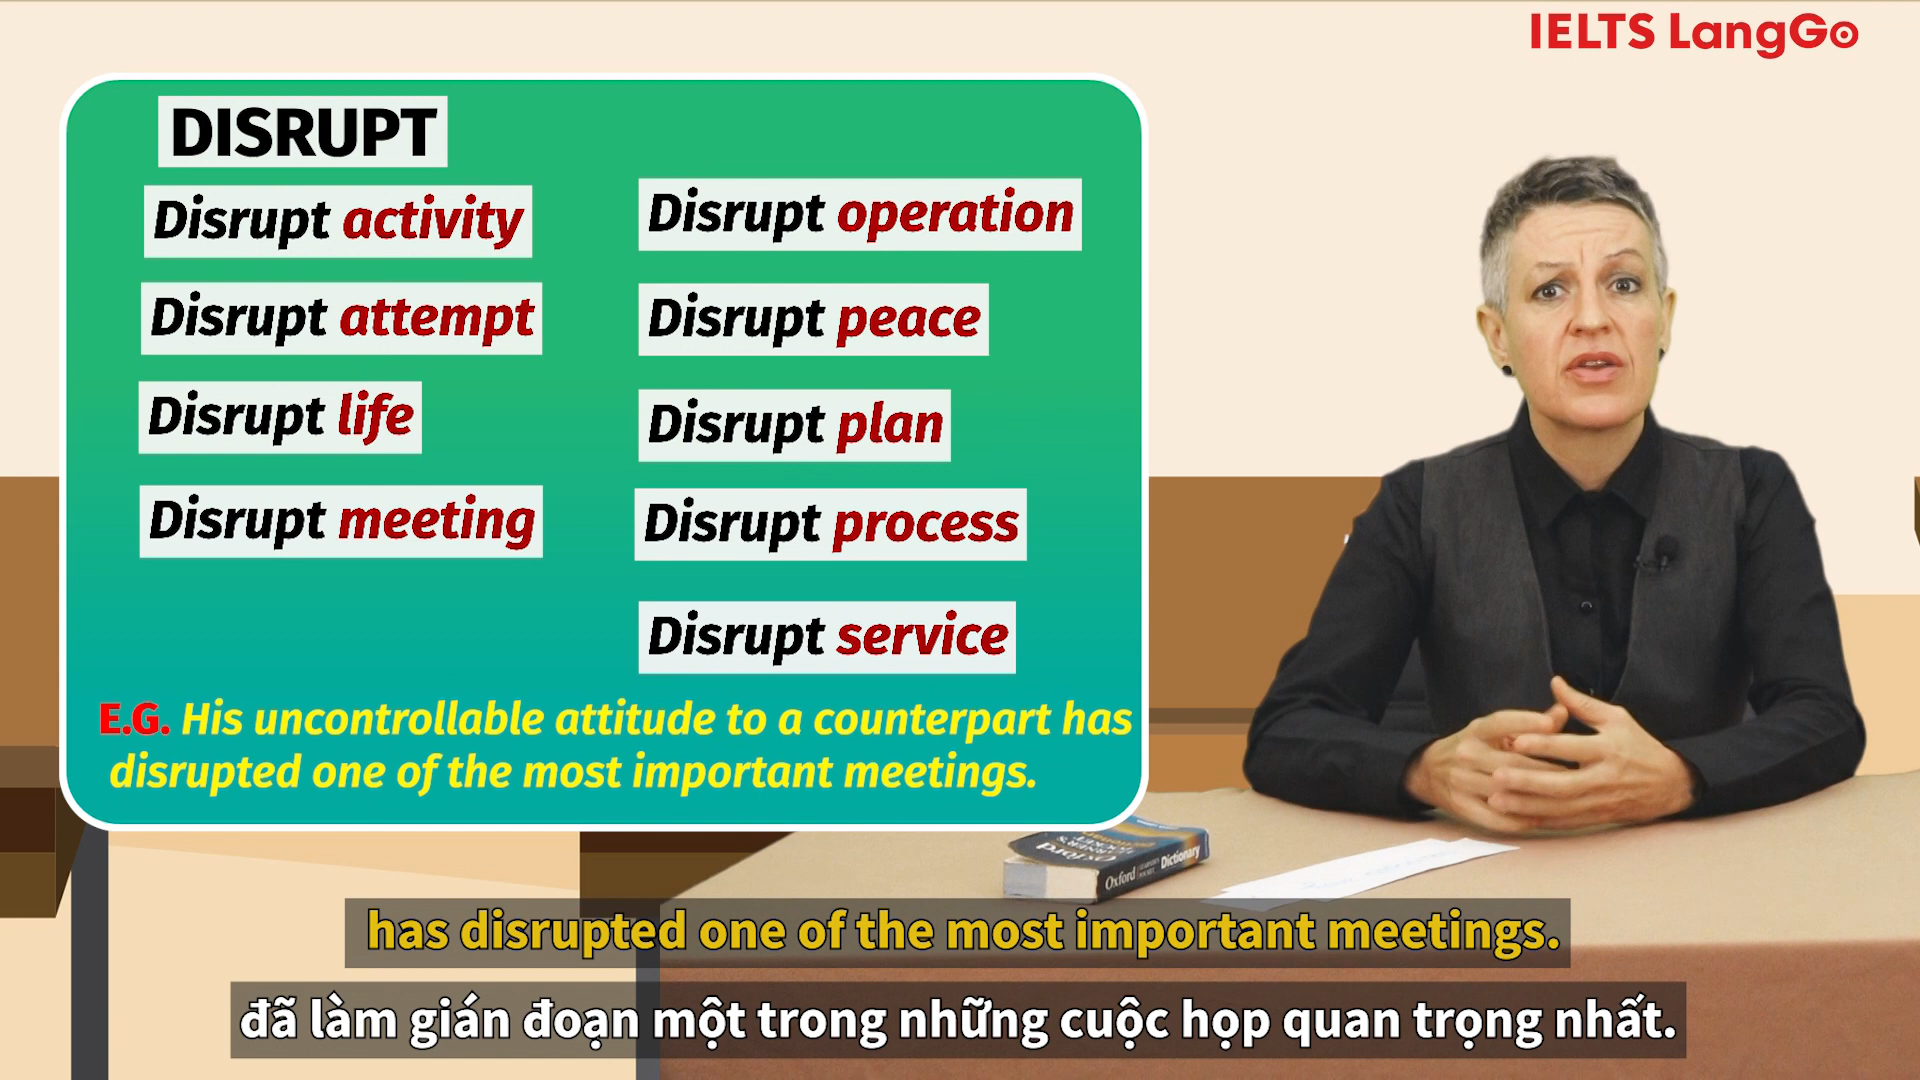 IELTS LangGo
DISRUPT
Disrupt activity
Disrupt attempt
Disrupt life
Disrupt meeting
Disrupt operation
Disrupt peace
Disrupt plan
Disrupt process
Disrupt service
E.G. His uncontrollable attitude to a counterpart has
disrupted one of the most important meetings.
Oxford
Oxford Dictionary
has disrupted one of the most important meetings.
đã làm gián đoạn một trong những cuộc họp quan trọng nhất.